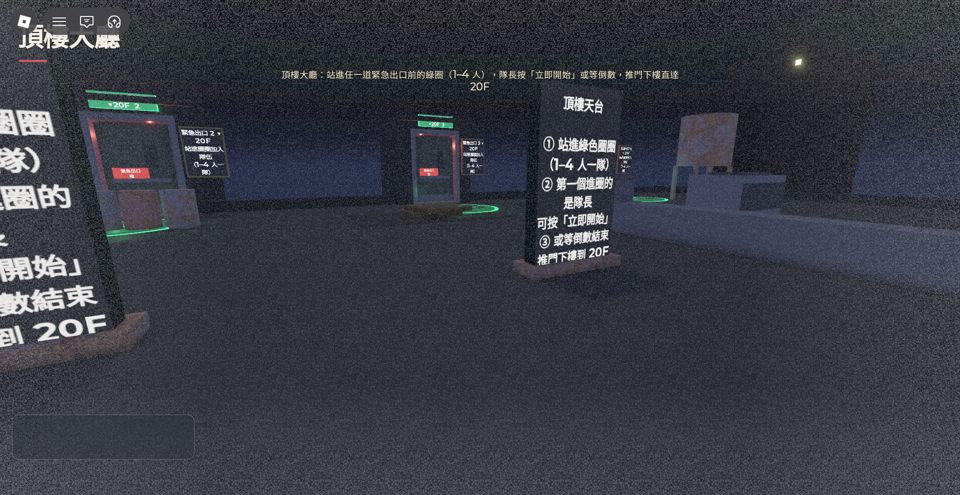 頂樓大廳
頂樓大廳：站進任一道緊急出口前的綠圈（1–4 人），隊長按「立即開始」或等倒數，推門下樓直達
20F
圈圈
隊）
進圈的
開始」
數結束
到 20F
20F 2
緊急出口
緊急出口 2
20F
站進圈圈加入
隊伍
（1–4 人一
隊）
頂樓天台
① 站進綠色圈圈
（1–4 人一隊）
② 第一個進圈的
是隊長
可按「立即開始」
③ 或等倒數結束
推門下樓到 20F